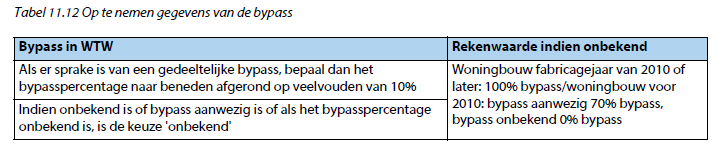 Tabel 11.12 Op te nemen gegevens van de bypass
Bypass in WTW
Rekenwaarde indien onbekend
Als er sprake is van een gedeeltelijke bypass, bepaal dan het
bypasspercentage naar beneden afgerond op veelvouden van 10%
Indien onbekend is of bypass aanwezig is of als het bypasspercentage
onbekend is, is de keuze 'onbekend'
Woningbouw fabricagejaar van 2010 of
later: 100% bypass/woningbouw voor
2010: bypass aanwezig 70% bypass,
bypass onbekend 0% bypass